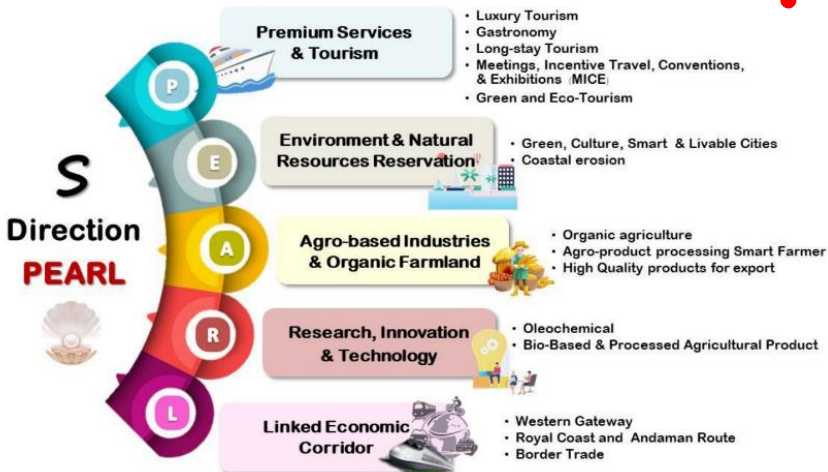 S
Direction
PEARL
P
Premium Services
& Tourism
• Luxury Tourism
• Gastronomy
• Long-stay Tourism
• Meetings, Incentive Travel, Conventions,
& Exhibitions (MICE)
• Green and Eco-Tourism
E
Environment & Natural
Resources Reservation
• Green, Culture, Smart & Livable Cities
• Coastal erosion
A
Agro-based Industries
& Organic Farmland
• Organic agriculture
• Agro-product processing Smart Farmer
• High Quality products for export
R
Research, Innovation
& Technology
• Oleochemical
• Bio-Based & Processed Agricultural Product
L
Linked Economic
Corridor
• Western Gateway
• Royal Coast and Andaman Route
• Border Trade